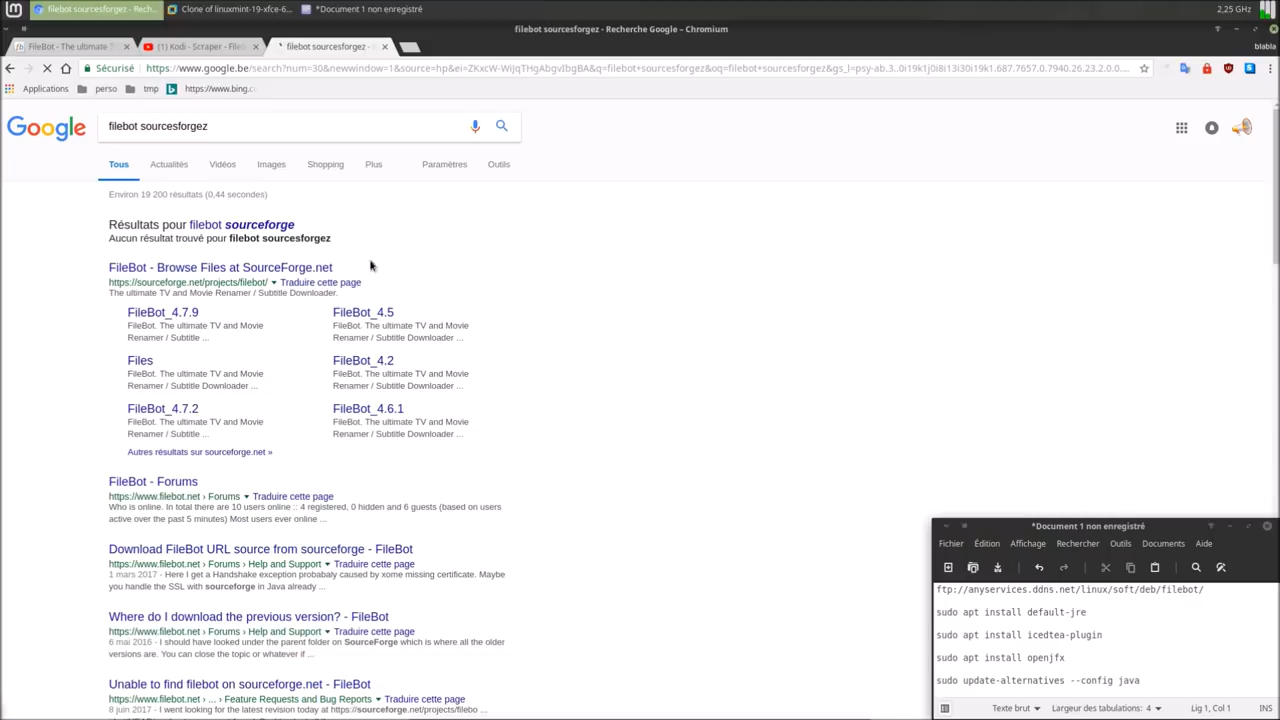 filebot sourcesforgez - Rech...
Clone of linuxmint-19-xfce-6...
*Document 1 non enregistré
2,25 GHz
filebot sourcesforgez - Recherche Google – Chromium
FileBot - The ultimate T
(1) Kodi - Scraper - File
filebot sourcesforgez -
blabla
Sécurisé
https://www.google.be/search?num=30&newwindow=1&source=hp&ei=ZKxcW-WiJqTHgAbgvIbgBA&q=filebot+sourcesforgez&oq=filebot+sourcesforgez&gs_l=psy-ab.3..0i19k1j0i8i13i30i19k1.687.7657.0.7940.26.23.2.0.0....
Applications
perso
tmp
https://www.bing.c
Google
filebot sourcesforgez
Tous
Actualités
Vidéos
Images
Shopping
Plus
Paramètres
Outils
Environ 19 200 résultats (0,44 secondes)
Résultats pour filebot sourceforge
Aucun résultat trouvé pour filebot sourcesforgez
FileBot - Browse Files at SourceForge.net
https://sourceforge.net/projects/filebot/ Traduire cette page
The ultimate TV and Movie Renamer / Subtitle Downloader.
FileBot_4.7.9
FileBot_4.5
FileBot. The ultimate TV and Movie
FileBot. The ultimate TV and Movie
Renamer / Subtitle ...
Renamer / Subtitle Downloader ...
Files
FileBot_4.2
FileBot. The ultimate TV and Movie
FileBot. The ultimate TV and Movie
Renamer / Subtitle Downloader ...
Renamer / Subtitle Downloader ...
FileBot_4.7.2
FileBot_4.6.1
FileBot. The ultimate TV and Movie
FileBot. The ultimate TV and Movie
Renamer / Subtitle ...
Renamer / Subtitle Downloader ...
Autres résultats sur sourceforge.net »
FileBot - Forums
https://www.filebot.net › Forums Traduire cette page
Who is online. In total there are 10 users online :: 4 registered, 0 hidden and 6 guests (based on users
active over the past 5 minutes) Most users ever online ...
Download FileBot URL source from sourceforge - FileBot
https://www.filebot.net › Forums › Help and Support Traduire cette page
1 mars 2017 - Here I get a Handshake exception probabaly caused by xome missing certificate. Maybe
you handle the SSL with sourceforge in Java already ...
Where do I download the previous version? - FileBot
https://www.filebot.net › Forums › Help and Support Traduire cette page
6 mai 2016 - I should have looked under the parent folder on SourceForge which is where all the older
versions are. You can close the topic or whatever if ...
Unable to find filebot on sourceforge.net - FileBot
https://www.filebot.net › ... › Feature Requests and Bug Reports Traduire cette page
8 juin 2017 - I went looking for the latest revision today at https://sourceforge.net/projects/filebo ...
*Document 1 non enregistré
Fichier
Édition
Affichage
Rechercher
Outils
Documents
Aide
ftp://anyservices.ddns.net/linux/soft/deb/filebot/
sudo apt install default-jre
sudo apt install icedtea-plugin
sudo apt install openjfx
sudo update-alternatives --config java
Texte brut
Largeur des tabulations: 4
Lig 1, Col 1
INS